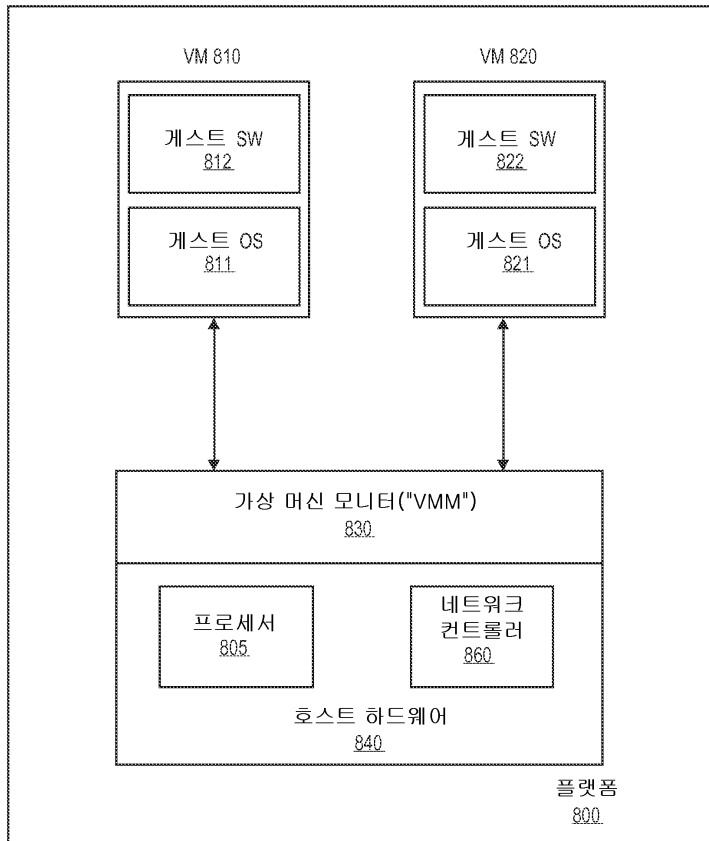 VM 810
VM 820
게스트 SW
812
게스트 SW
822
게스트 OS
811
게스트 OS
821
가상 머신 모니터("VMM")
830
프로세서
805
네트워크
컨트롤러
860
호스트 하드웨어
840
플랫폼
800